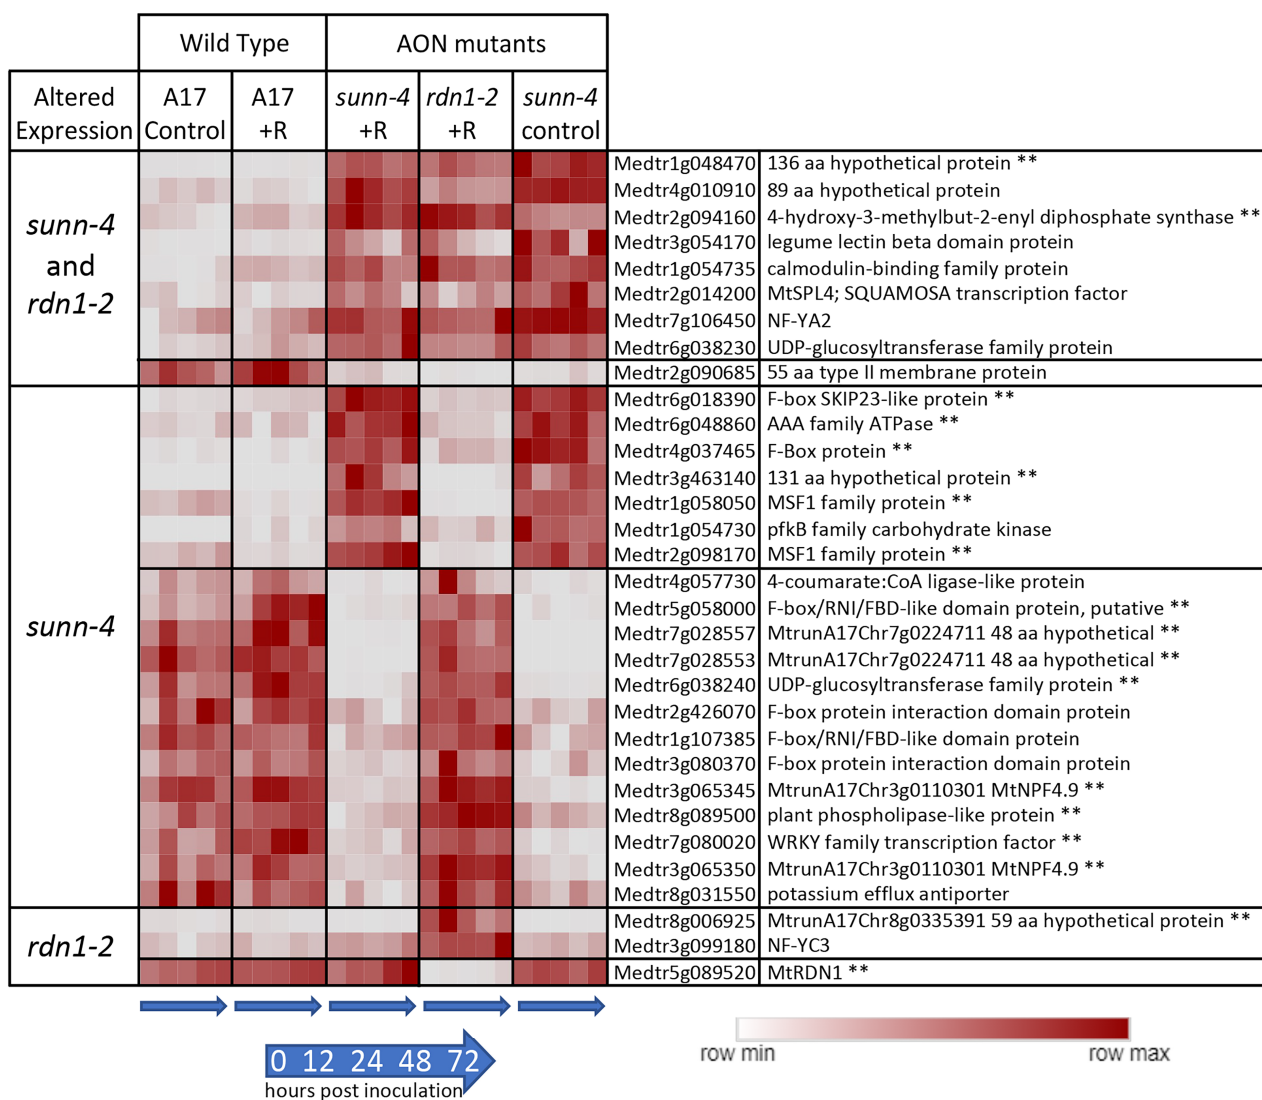 Wild Type AON mutants
Altered Expression A17 Control A17 +R sunn-4 +R rdn1-2 +R sunn-4 control
sunn-4 and rdn1-2
Medtr1g048470 136 aa hypothetical protein **
Medtr4g010910 89 aa hypothetical protein
Medtr2g094160 4-hydroxy-3-methylbut-2-enyl diphosphate synthase **
Medtr3g054170 legume lectin beta domain protein
Medtr1g054735 calmodulin-binding family protein
Medtr2g014200 MtSPL4; SQUAMOSA transcription factor
Medtr7g106450 NF-YA2
Medtr6g038230 UDP-glucosyltransferase family protein
Medtr2g090685 55 aa type II membrane protein
sunn-4
Medtr6g018390 F-box SKIP23-like protein **
Medtr6g048860 AAA family ATPase **
Medtr4g037465 F-Box protein **
Medtr3g463140 131 aa hypothetical protein **
Medtr1g058050 MSF1 family protein **
Medtr1g054730 pfkB family carbohydrate kinase
Medtr2g098170 MSF1 family protein **
Medtr4g057730 4-coumarate:CoA ligase-like protein
Medtr5g058000 F-box/RNI/FBD-like domain protein, putative **
Medtr7g028557 MtrunA17Chr7g0224711 48 aa hypothetical **
Medtr7g028553 MtrunA17Chr7g0224711 48 aa hypothetical **
Medtr6g038240 UDP-glucosyltransferase family protein **
Medtr2g426070 F-box protein interaction domain protein
Medtr1g107385 F-box/RNI/FBD-like domain protein
Medtr3g080370 F-box protein interaction domain protein
Medtr3g065345 MtrunA17Chr3g0110301 MtNPF4.9 **
Medtr8g089500 plant phospholipase-like protein **
Medtr7g080020 WRKY family transcription factor **
Medtr3g065350 MtrunA17Chr3g0110301 MtNPF4.9 **
Medtr8g031550 potassium efflux antiporter
rdn1-2
Medtr8g006925 MtrunA17Chr8g0335391 59 aa hypothetical protein **
Medtr3g099180 NF-YC3
Medtr5g089520 MtRDN1 **
0 12 24 48 72
hours post inoculation
row min row max